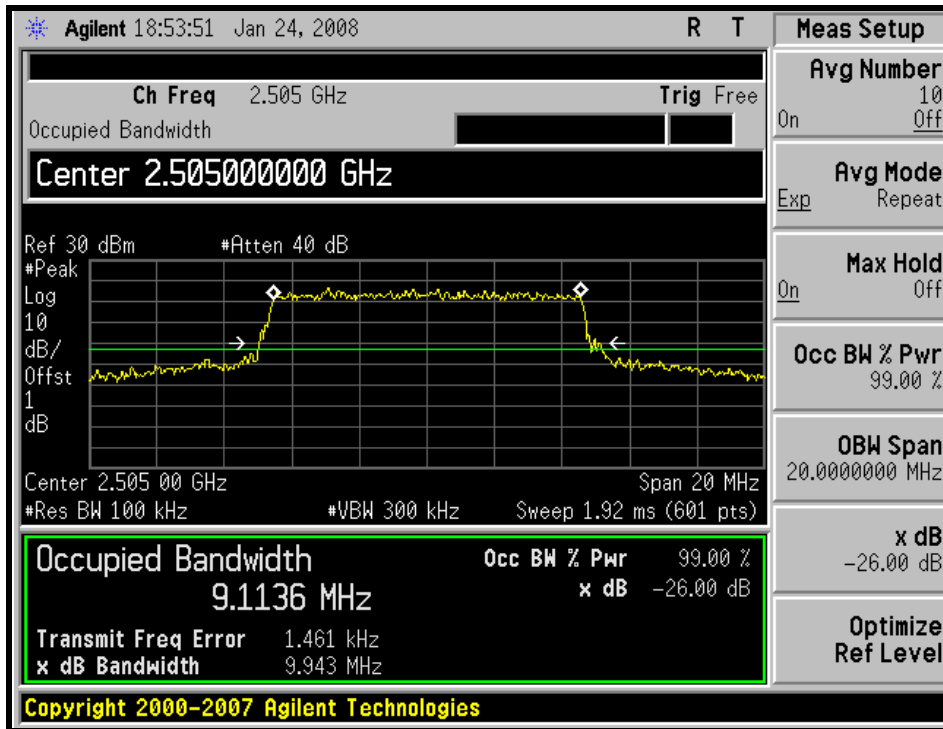 Agilent 18:53:51 Jan 24, 2008 R T
Ch Freq 2.505 GHz Trig Free
Occupied Bandwidth
Center 2.505000000 GHz
Ref 30 dBm #Atten 40 dB
#Peak
Log
10
dB/
Offst
1
dB
Center 2.505 00 GHz Span 20 MHz
#Res BW 100 kHz #VBW 300 kHz Sweep 1.92 ms (601 pts)
Occupied Bandwidth Occ BW % Pwr 99.00 %
9.1136 MHz x dB -26.00 dB
Transmit Freq Error 1.461 kHz
x dB Bandwidth 9.943 MHz
Copyright 2000-2007 Agilent Technologies
Meas Setup
Avg Number
10
On Off
Avg Mode
Exp Repeat
Max Hold
On Off
Occ BW % Pwr
99.00 %
OBW Span
20.0000000 MHz
x dB
-26.00 dB
Optimize
Ref Level